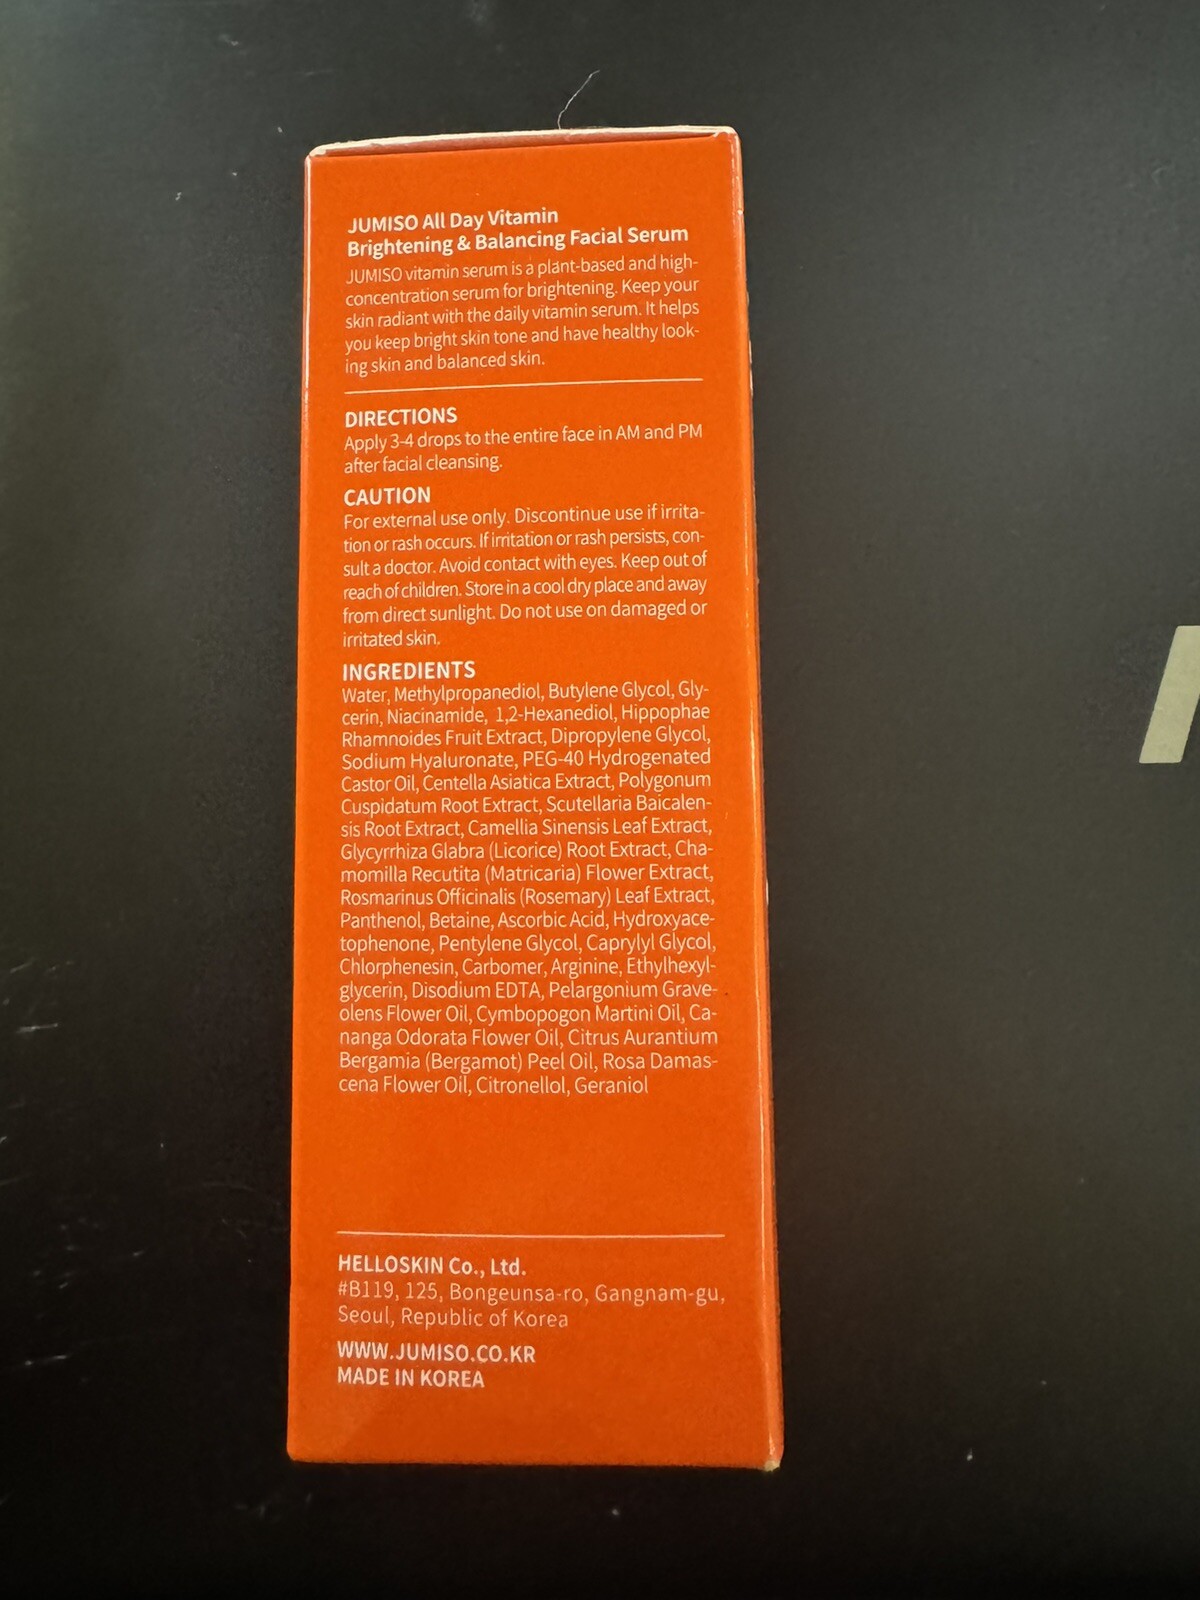 JUMISO All Day Vitamin
Brightening & Balancing Facial Serum
JUMISO vitamin serum is a plant-based and high-
concentration serum for brightening. Keep your
skin radiant with the daily vitamin serum. It helps
you keep bright skin tone and have healthy look-
ing skin and balanced skin.
DIRECTIONS
Apply 3-4 drops to the entire face in AM and PM
after facial cleansing.
CAUTION
For external use only. Discontinue use if irrita-
tion or rash occurs. If irritation or rash persists, con-
sult a doctor. Avoid contact with eyes. Keep out of
reach of children. Store in a cool dry place and away
from direct sunlight. Do not use on damaged or
irritated skin.
INGREDIENTS
Water, Methylpropanediol, Butylene Glycol, Gly-
cerin, Niacinamide, 1,2-Hexanediol, Hippophae
Rhamnoides Fruit Extract, Dipropylene Glycol,
Sodium Hyaluronate, PEG-40 Hydrogenated
Castor Oil, Centella Asiatica Extract, Polygonum
Cuspidatum Root Extract, Scutellaria Baicalen-
sis Root Extract, Camellia Sinensis Leaf Extract,
Glycyrrhiza Glabra (Licorice) Root Extract, Cha-
momilla Recutita (Matricaria) Flower Extract,
Rosmarinus Officinalis (Rosemary) Leaf Extract,
Panthenol, Betaine, Ascorbic Acid, Hydroxyace-
tophenone, Pentylene Glycol, Caprylyl Glycol,
Chlorphenesin, Carbomer, Arginine, Ethylhexyl-
glycerin, Disodium EDTA, Pelargonium Grave-
olens Flower Oil, Cymbopogon Martini Oil, Ca-
nanga Odorata Flower Oil, Citrus Aurantium
Bergamia (Bergamot) Peel Oil, Rosa Damas-
cena Flower Oil, Citronellol, Geraniol
HELLOSKIN Co., Ltd.
#B119, 125, Bongeunsa-ro, Gangnam-gu,
Seoul, Republic of Korea
WWW.JUMISO.CO.KR
MADE IN KOREA